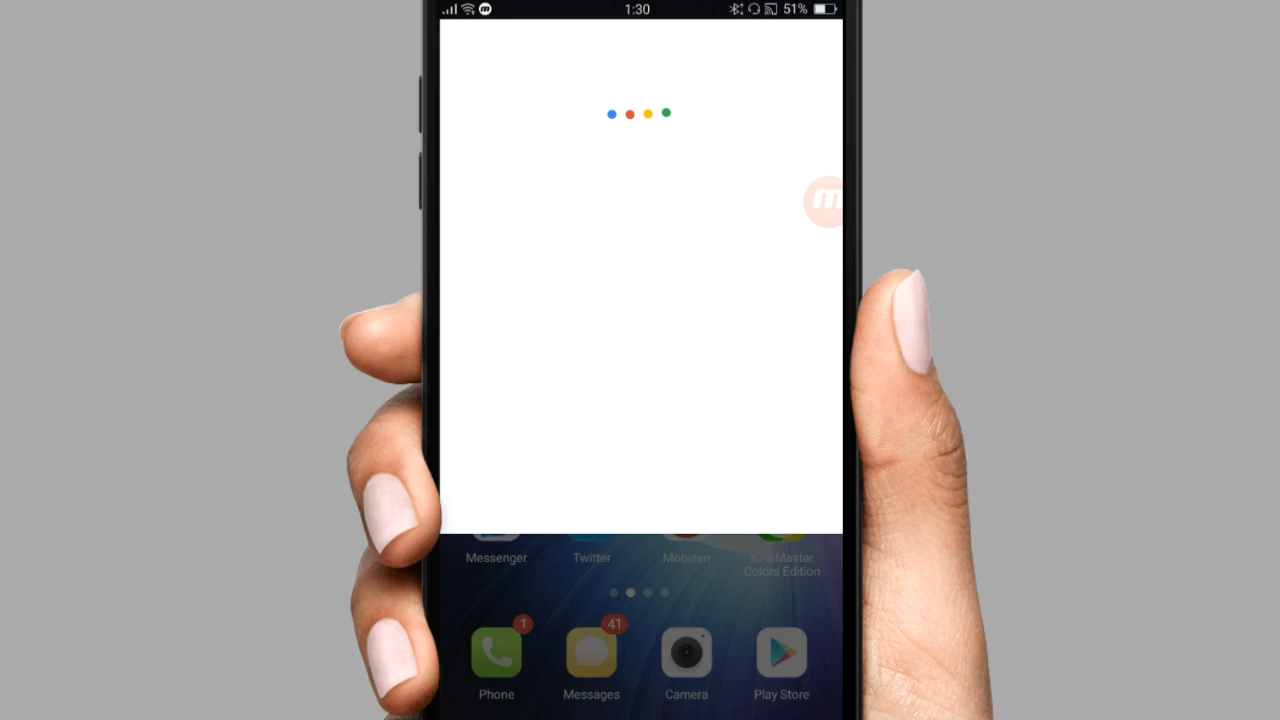 1:30
51%
m
Messenger
Twitter
Mobizen
KineMaster
Colors Edition
1
41
Phone
Messages
Camera
Play Store